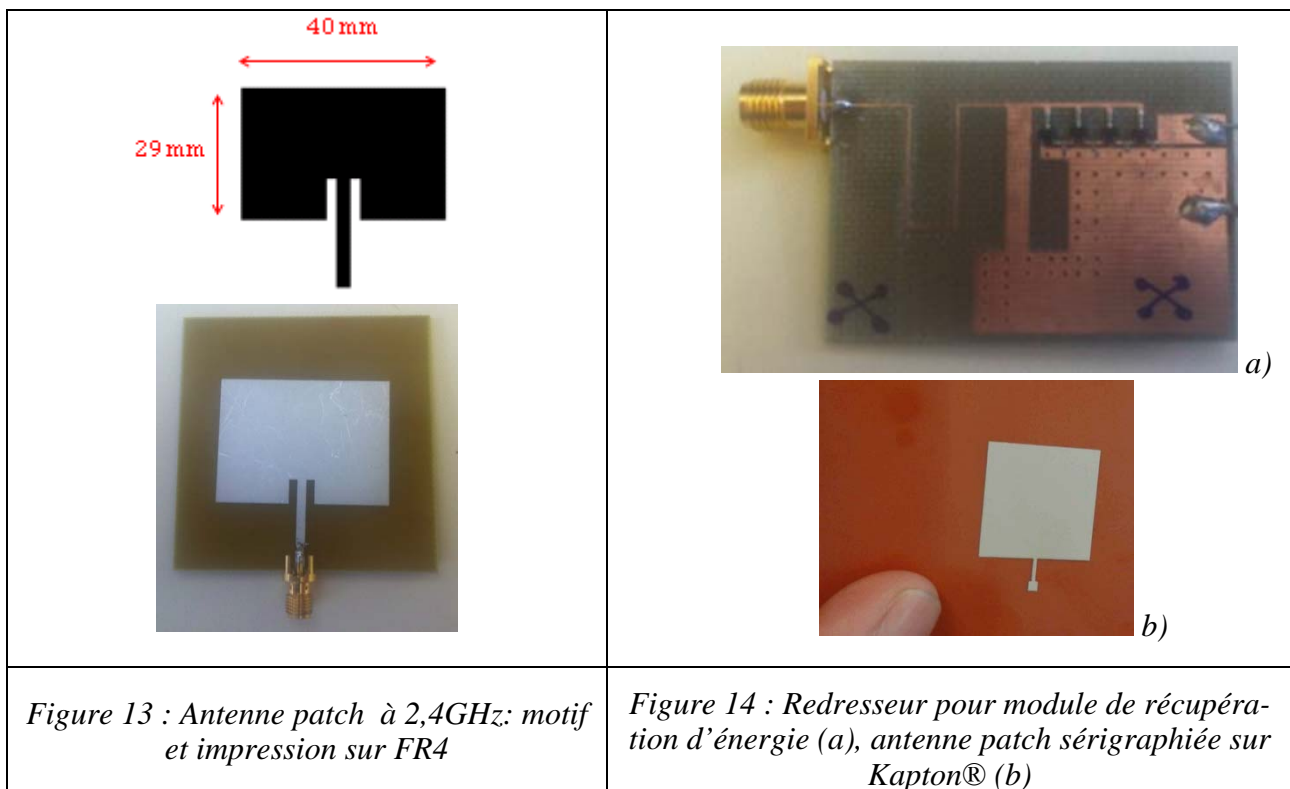 40 mm
29 mm
a)
b)
Figure 13 : Antenne patch à 2,4GHz: motif
et impression sur FR4
Figure 14 : Redresseur pour module de récupéra-
tion d’énergie (a), antenne patch sérigraphiée sur
Kapton® (b)